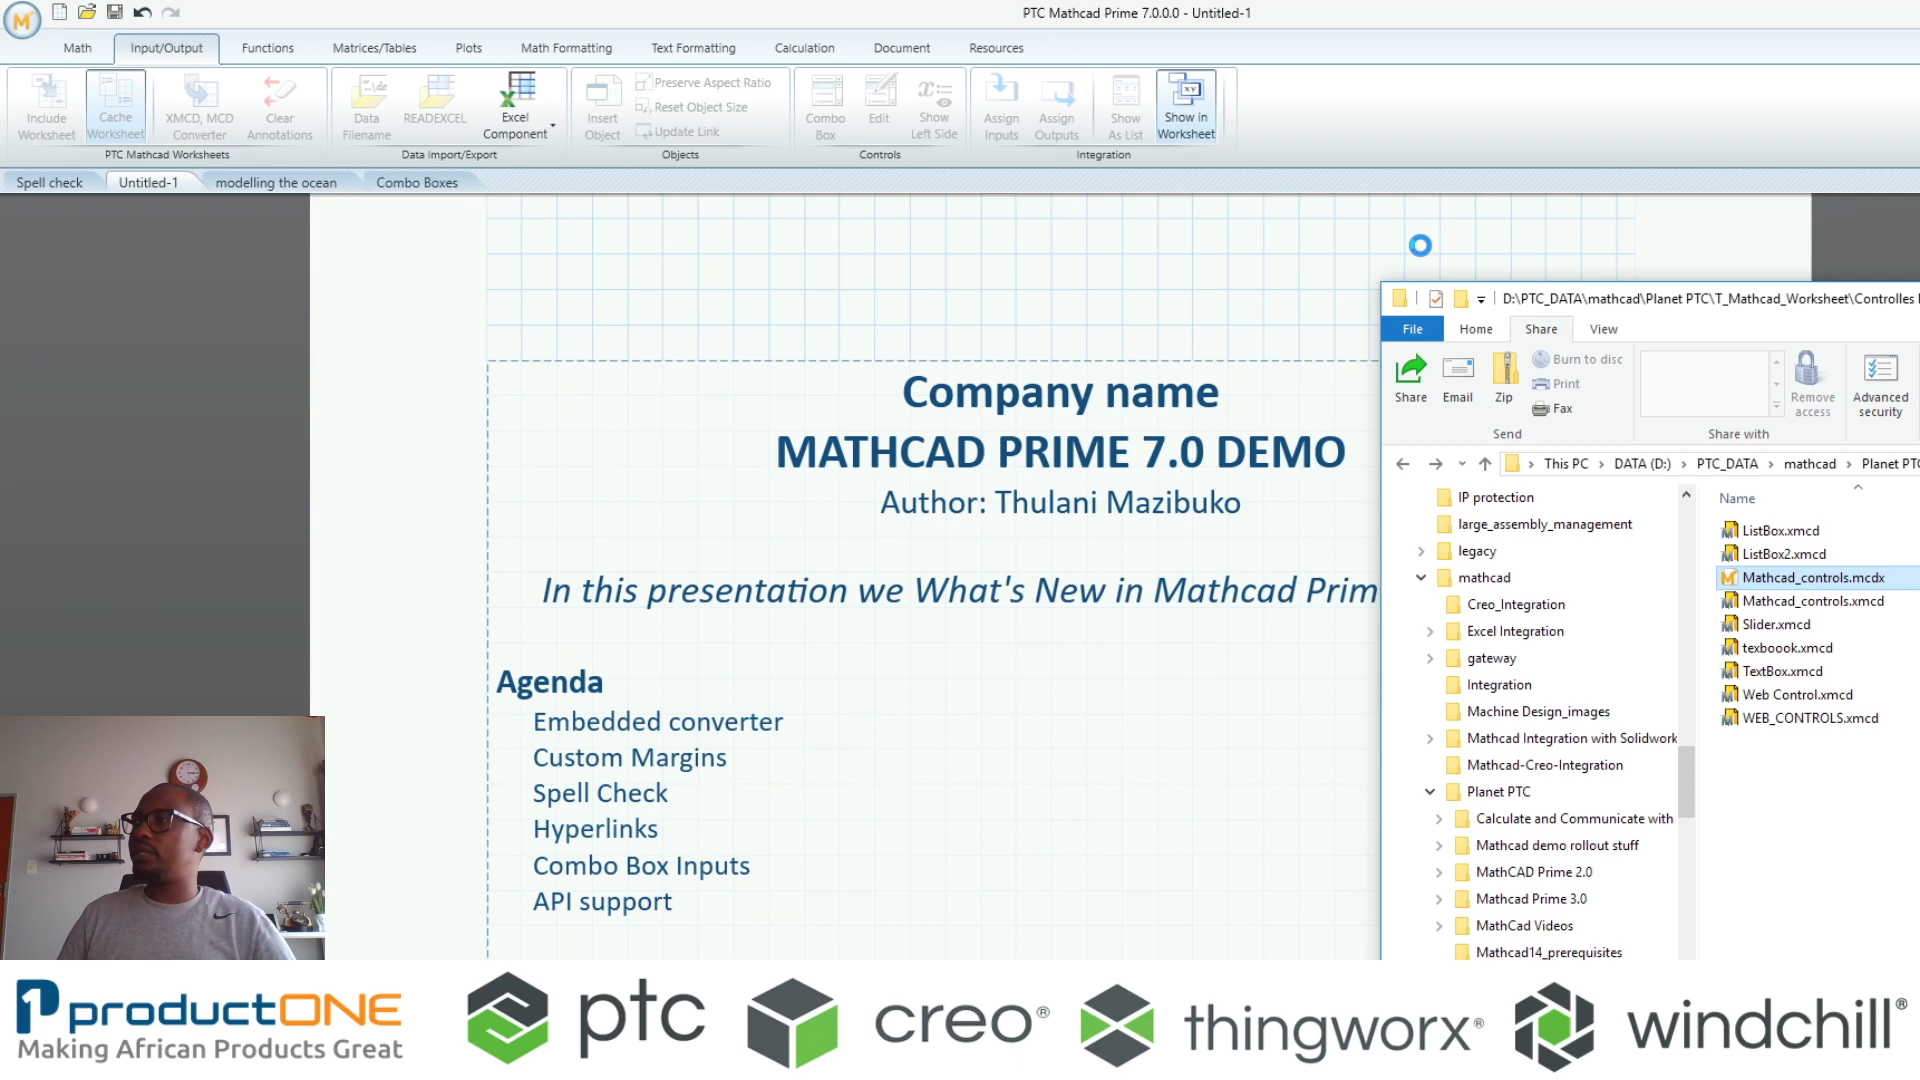 PTC Mathcad Prime 7.0.0.0 - Untitled-1
Math Input/Output Functions Matrices/Tables Plots Math Formatting Text Formatting Calculation Document Resources
Include Worksheet
Cache Worksheet
XMCD, MCD Converter
Clear Annotations
PTC Mathcad Worksheets
Data Filename
READEXCEL
Excel Component
Data Import/Export
Insert Object
Preserve Aspect Ratio
Reset Object Size
Update Link
Objects
Combo Box
Edit
Show Left Side
Controls
Assign Inputs
Assign Outputs
Show As List
Show in Worksheet
Integration
Spell check Untitled-1 modelling the ocean Combo Boxes
Company name
MATHCAD PRIME 7.0 DEMO
Author: Thulani Mazibuko
In this presentation we What's New in Mathcad Prim
Agenda
Embedded converter
Custom Margins
Spell Check
Hyperlinks
Combo Box Inputs
API support
D:\PTC_DATA\mathcad\Planet PTC\T_Mathcad_Worksheet\Controlles
File Home Share View
Share
Email
Zip
Burn to disc
Print
Fax
Send
Remove access
Share with
Advanced security
This PC DATA (D:) PTC_DATA mathcad Planet PTC
IP protection
large_assembly_management
legacy
mathcad
Creo_Integration
Excel Integration
gateway
Integration
Machine Design_images
Mathcad Integration with Solidwork
Mathcad-Creo-Integration
Planet PTC
Calculate and Communicate with
Mathcad demo rollout stuff
MathCAD Prime 2.0
Mathcad Prime 3.0
MathCad Videos
Mathcad14_prerequisites
Name
ListBox.xmcd
ListBox2.xmcd
Mathcad_controls.mcdx
Mathcad_controls.xmcd
Slider.xmcd
texboook.xmcd
TextBox.xmcd
Web Control.xmcd
WEB_CONTROLS.xmcd
productONE
Making African Products Great
ptc
creo®
thingworx®
windchill®